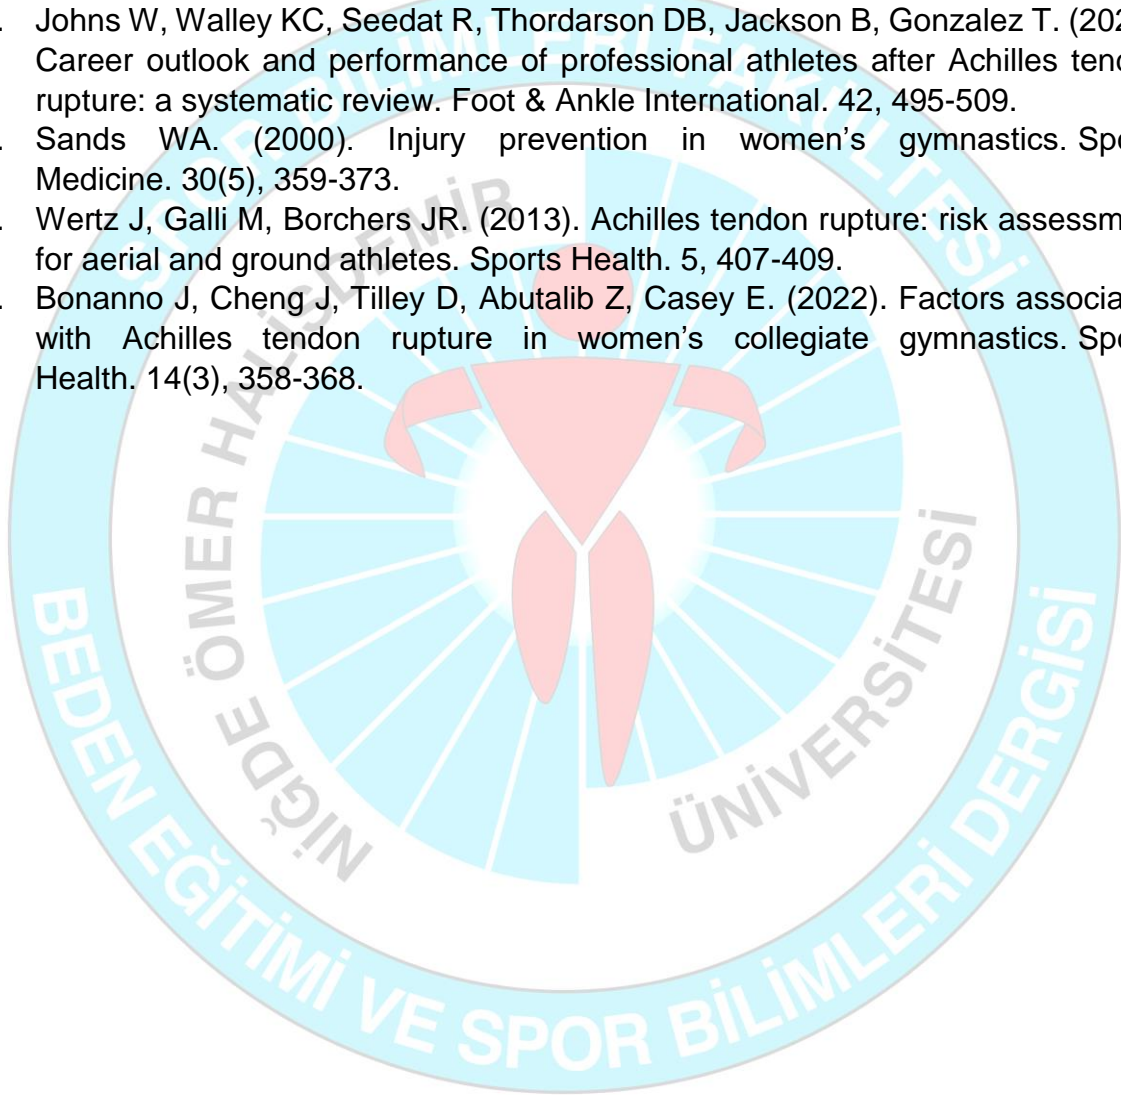 . Johns W, Walley KC, Seedat R, Thordarson DB, Jackson B, Gonzalez T. (202
Career outlook and performance of professional athletes after Achilles tend
rupture: a systematic review. Foot & Ankle International. 42, 495-509.
. Sands WA. (2000). Injury prevention in women’s gymnastics. Spo
Medicine. 30(5), 359-373.
. Wertz J, Galli M, Borchers JR. (2013). Achilles tendon rupture: risk assessm
for aerial and ground athletes. Sports Health. 5, 407-409.
. Bonanno J, Cheng J, Tilley D, Abutalib Z, Casey E. (2022). Factors associa
with Achilles tendon rupture in women’s collegiate gymnastics. Spo
Health. 14(3), 358-368.
SPOR BİLİMLERİ FAKÜLTESİ
NİĞDE ÖMER HALİSDEMİR
ÜNİVERSİTESİ
BEDEN EĞİTİMİ VE SPOR BİLİMLERİ DERGİSİ